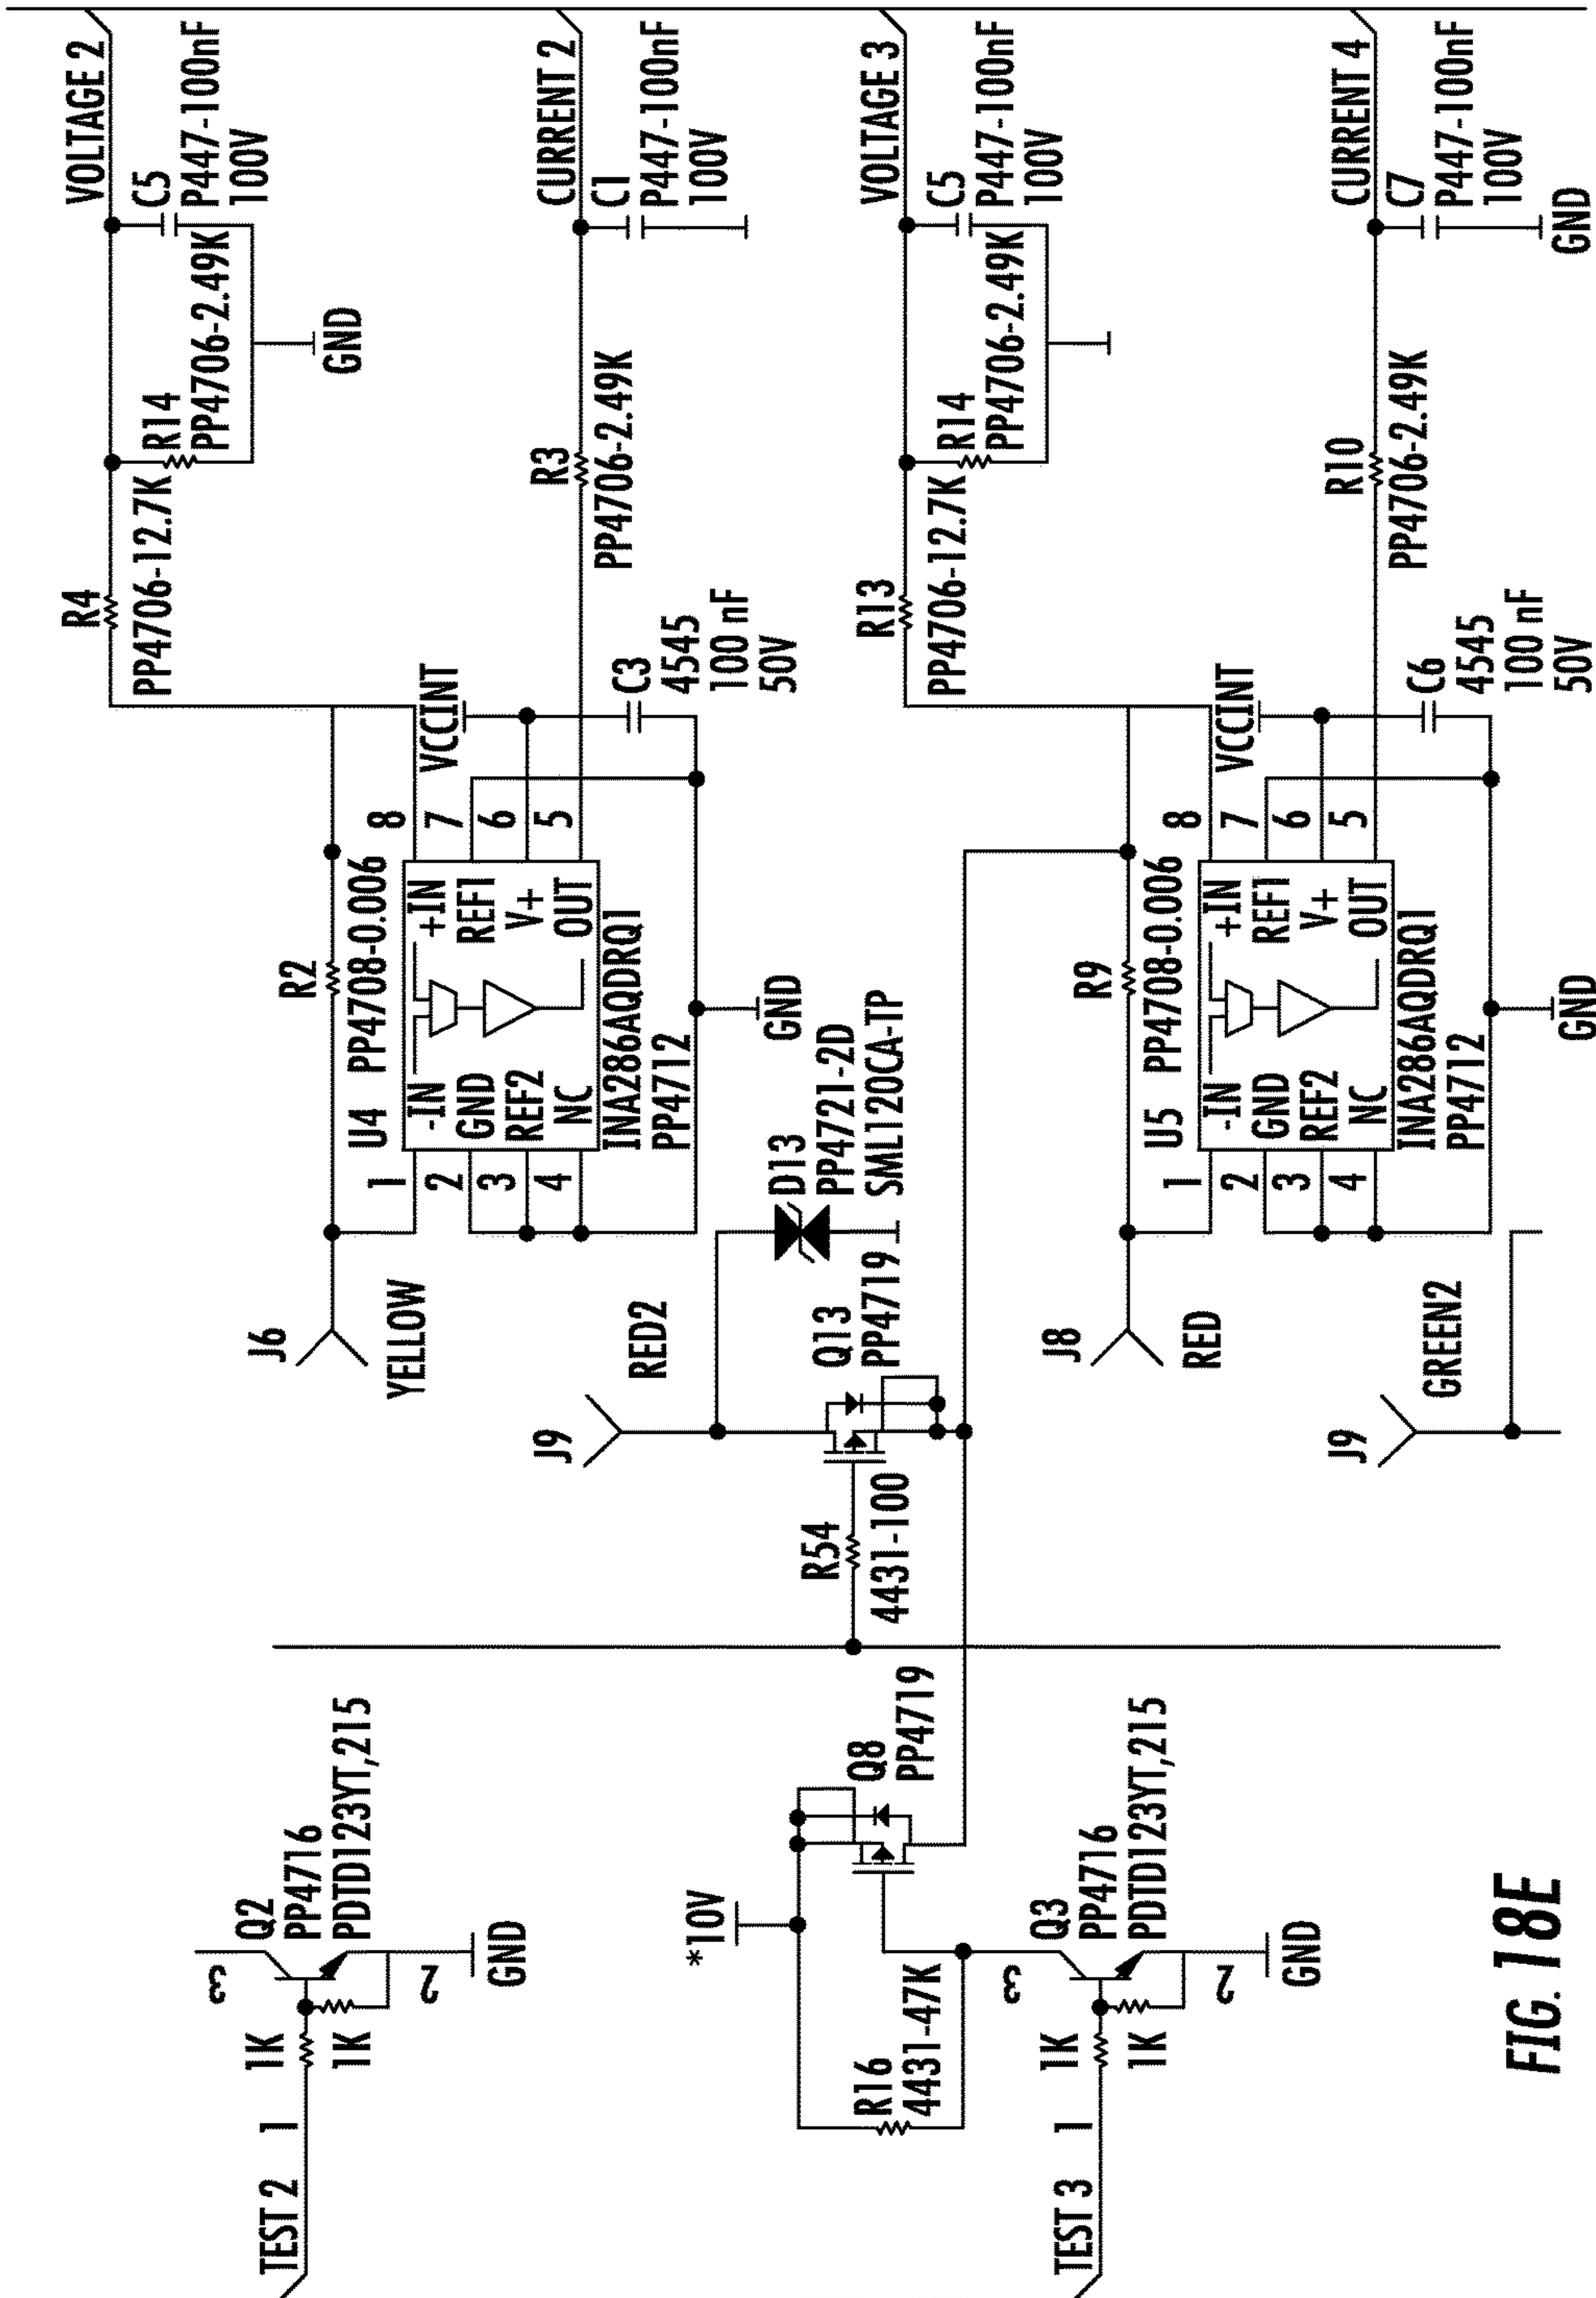 VOLTAGE 2
C5
P447-100nF
100V
R14
PP4706-2.49K
GND
R4
PP4706-12.7K
CURRENT 2
C1
P447-100nF
100V
R3
PP4706-2.49K
VCCINT
C3
4545
100 nF
50V
R2
PP4708-0.006
U4
8
7
6
5
+IN
REF1
V+
OUT
-IN
GND
REF2
NC
1
2
3
4
INA286AQDRQ1
PP4712
GND
J6
YELLOW
D13
PP4721-2D
SML120CA-TP
RED2
J9
Q13
PP4719
R54
4431-100
Q2
PP4716
PDTD123YT,215
3
2
GND
1K
1K
1
TEST 2
VOLTAGE 3
C5
P447-100nF
100V
R14
PP4706-2.49K
R13
PP4706-12.7K
CURRENT 4
C7
P447-100nF
100V
GND
R10
PP4706-2.49K
VCCINT
C6
4545
100 nF
50V
R9
PP4708-0.006
U5
8
7
6
5
+IN
REF1
V+
OUT
-IN
GND
REF2
NC
1
2
3
4
INA286AQDRQ1
PP4712
GND
J8
RED
GREEN2
J9
Q8
PP4719
*10V
R16
4431-47K
Q3
PP4716
PDTD123YT,215
3
2
GND
1K
1K
1
TEST 3
FIG. 18E